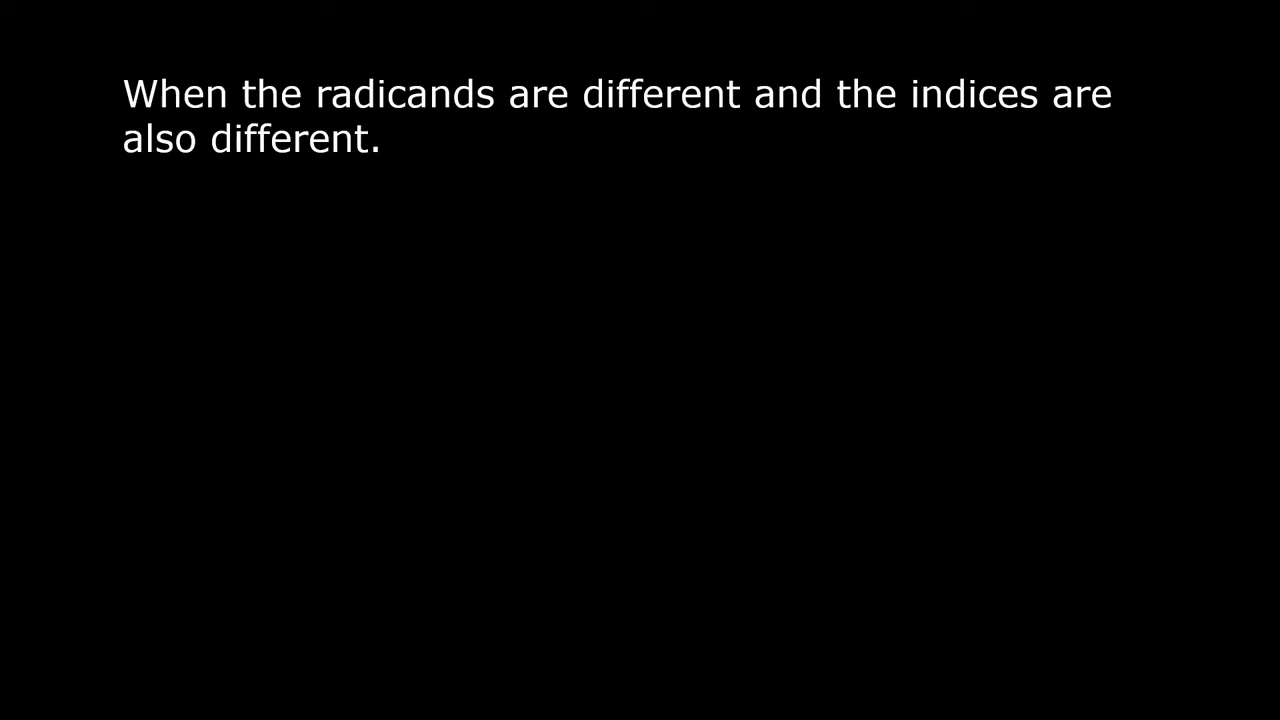 When the radicands are different and the indices are
also different.